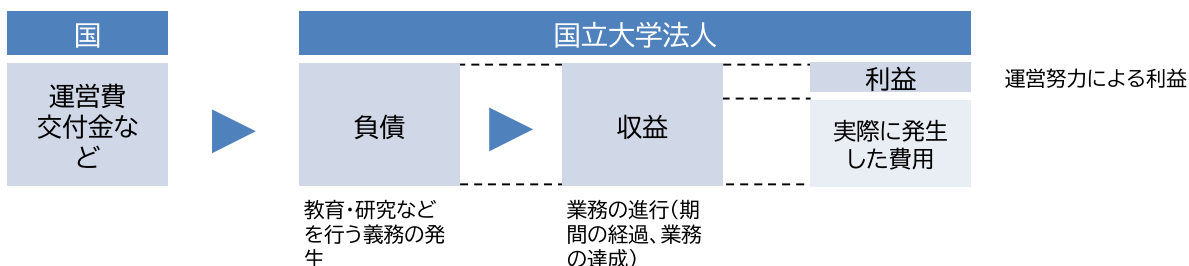 国
国立大学法人
運営費
交付金な
ど
負債
収益
利益
運営努力による利益
実際に発生
した費用
教育・研究など
を行う義務の発
生
業務の進行(期
間の経過、業務
の達成)